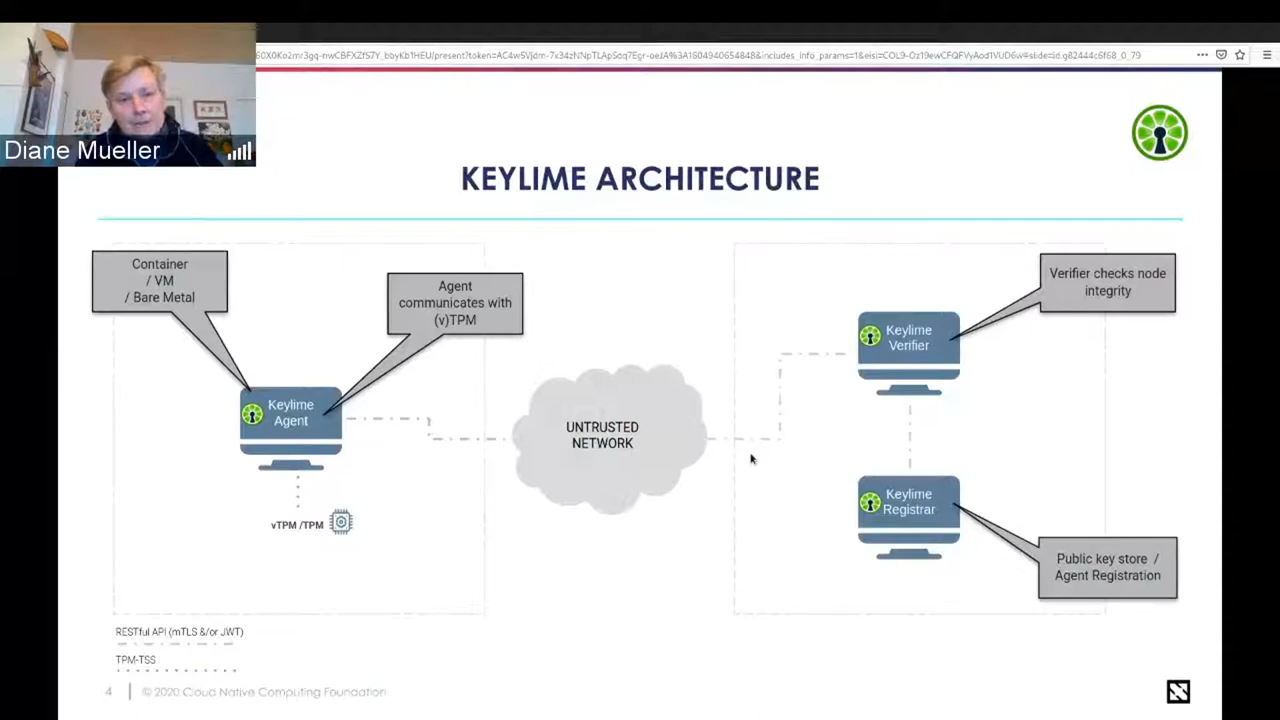 Diane Mueller
KEYLIME ARCHITECTURE
Container
/ VM
/ Bare Metal
Agent
communicates with
(v)TPM
Verifier checks node
integrity
Keylime
Verifier
Keylime
Agent
UNTRUSTED
NETWORK
Keylime
Registrar
vTPM /TPM
Public key store /
Agent Registration
RESTful API (mTLS &/or JWT)
TPM-TSS
4
© 2020 Cloud Native Computing Foundation